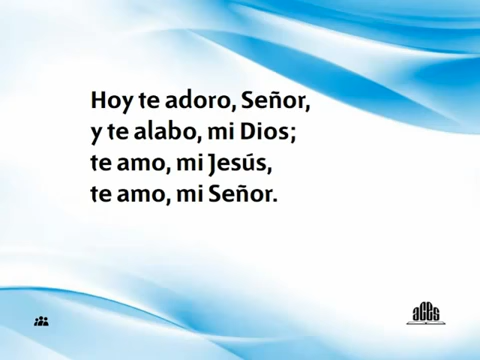 Hoy te adoro, Señor,
y te alabo, mi Dios;
te amo, mi Jesús,
te amo, mi Señor.
aces